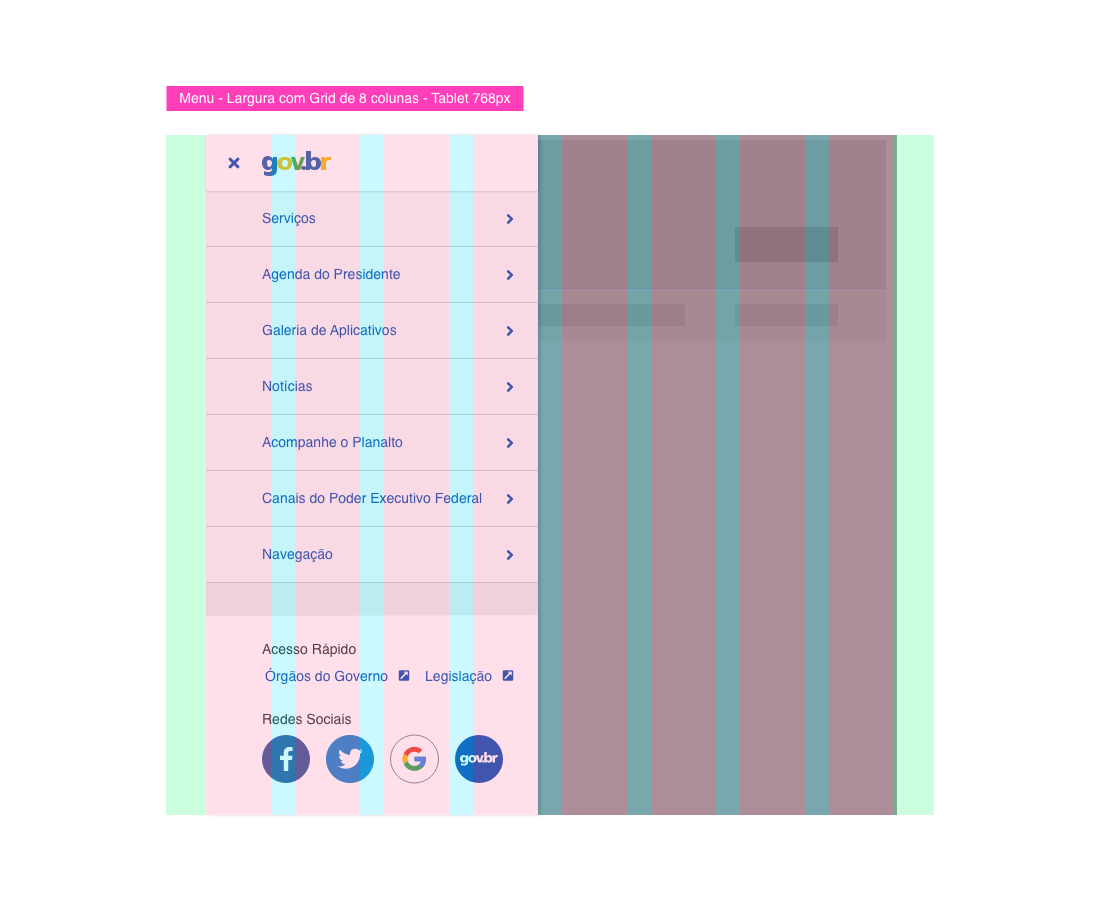 Menu - Largura com Grid de 8 colunas - Tablet 768px
gov.br
Serviços
Agenda do Presidente
Galeria de Aplicativos
Notícias
Acompanhe o Planalto
Canais do Poder Executivo Federal
Navegação
Acesso Rápido
Órgãos do Governo Legislação
Redes Sociais
gov.br